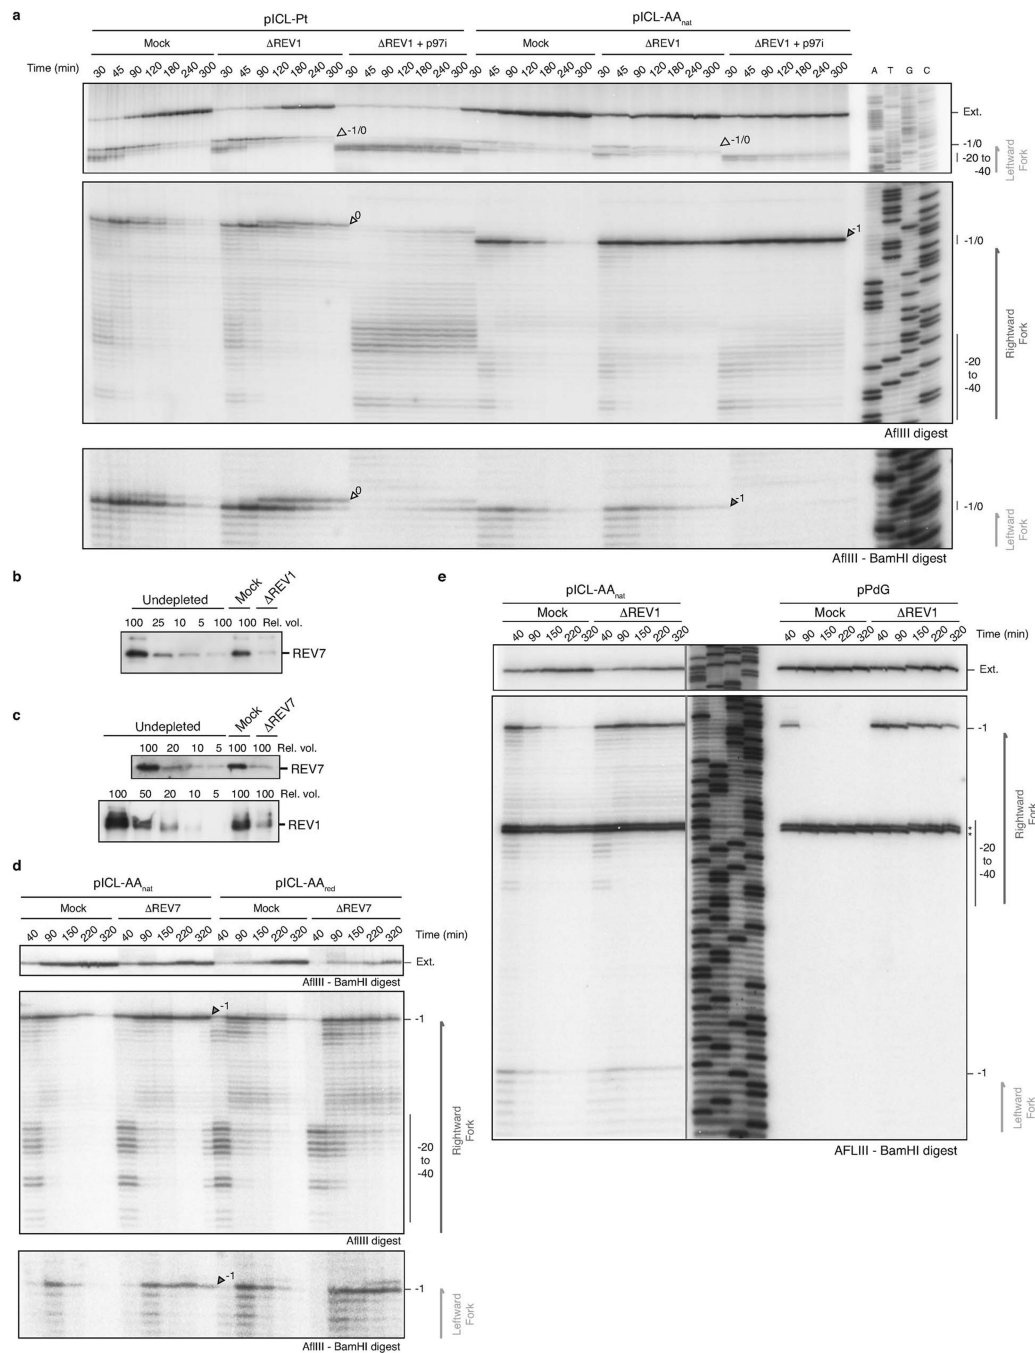 a
pICL-Pt
pICL-AAnat
Mock
ΔREV1
ΔREV1 + p97i
Mock
ΔREV1
ΔREV1 + p97i
Time (min)
30 45 90 120 180 240 300 30 45 90 120 180 240 300 30 45 90 120 180 240 300 30 45 90 120 180 240 300 30 45 90 120 180 240 300 30 45 90 120 180 240 300
A T G C
Ext.
-1/0
-1/0
-1/0
-20 to
-40
Leftward
Fork
0
-1
-1/0
-20
to
-40
Rightward
Fork
AflIII digest
0
-1
-1/0
Leftward
Fork
AflIII - BamHI digest
b
Undepleted
Mock
ΔREV1
100 25 10 5 100 100 Rel. vol.
REV7
c
Undepleted
Mock
ΔREV7
100 20 10 5 100 100 Rel. vol.
REV7
100 50 20 10 5 100 100 Rel. vol.
REV1
d
pICL-AAnat
pICL-AAred
Mock
ΔREV7
Mock
ΔREV7
40 90 150 220 320 40 90 150 220 320 40 90 150 220 320 40 90 150 220 320
Time (min)
Ext.
AflIII - BamHI digest
-1
-1
-20
to
-40
Rightward
Fork
AflIII digest
-1
-1
Leftward
Fork
AflIII - BamHI digest
e
pICL-AAnat
pPdG
Mock
ΔREV1
Mock
ΔREV1
40 90 150 220 320 40 90 150 220 320 40 90 150 220 320 40 90 150 220 320
Time (min)
Ext.
-1
*
*
-20
to
-40
Rightward
Fork
-1
Leftward
Fork
AFLIII - BamHI digest